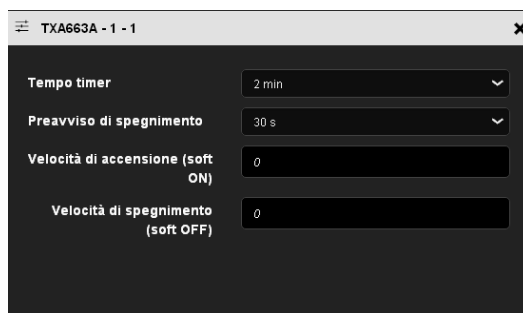 TXA663A - 1 - 1
Tempo timer
2 min
Preavviso di spegnimento
30 s
Velocità di accensione (soft
ON)
0
Velocità di spegnimento
(soft OFF)
0